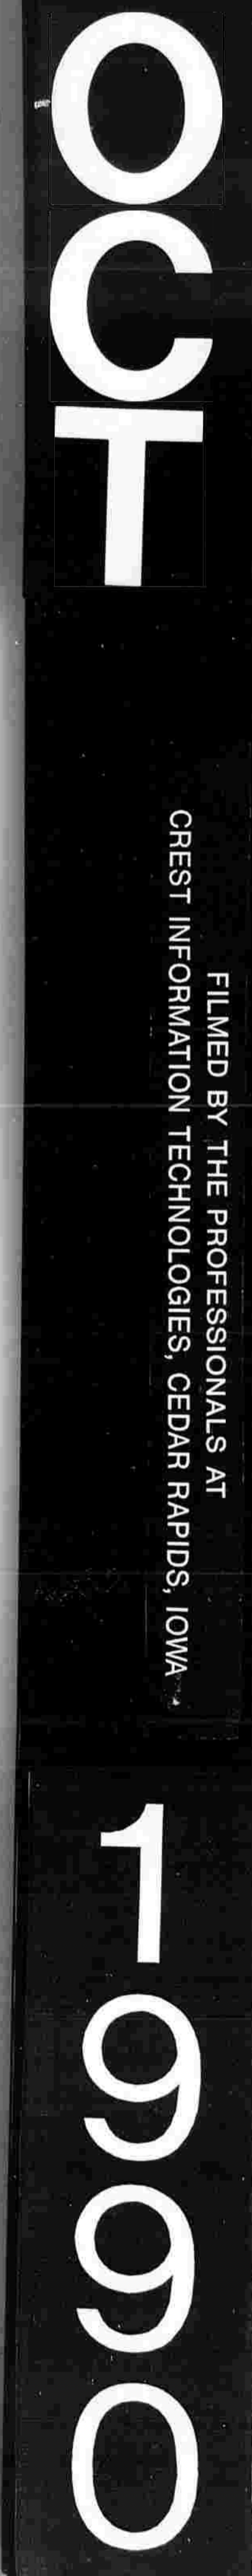 OCT
FILMED BY THE PROFESSIONALS AT
CREST INFORMATION TECHNOLOGIES, CEDAR RAPIDS, IOWA
1990